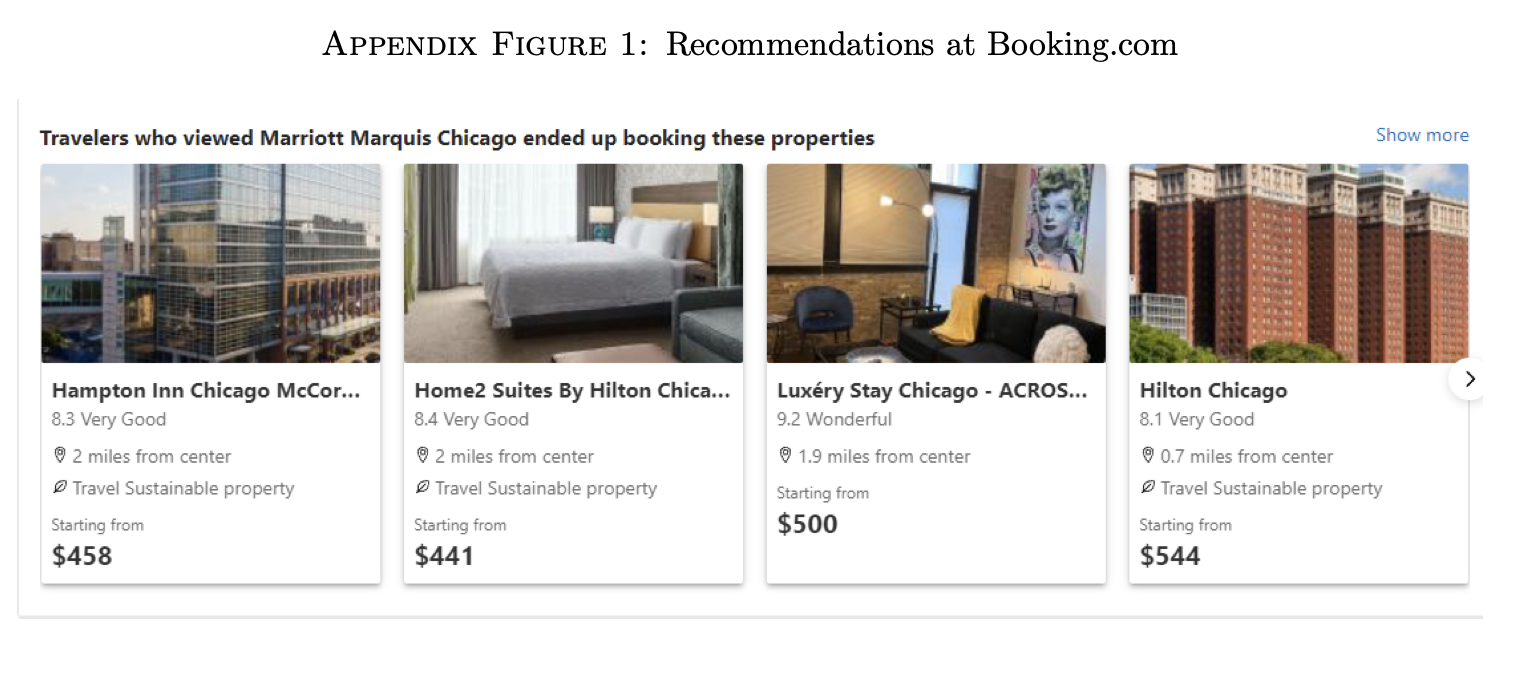 APPENDIX FIGURE 1: Recommendations at Booking.com
Travelers who viewed Marriott Marquis Chicago ended up booking these properties
Show more
Hampton Inn Chicago McCor...
8.3 Very Good
2 miles from center
Travel Sustainable property
Starting from
$458
Home2 Suites By Hilton Chica...
8.4 Very Good
2 miles from center
Travel Sustainable property
Starting from
$441
Luxéry Stay Chicago - ACROS...
9.2 Wonderful
1.9 miles from center
Starting from
$500
Hilton Chicago
8.1 Very Good
0.7 miles from center
Travel Sustainable property
Starting from
$544